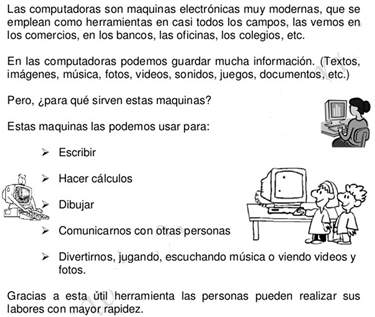 Las computadoras son maquinas electrónicas muy modernas, que se
emplean como herramientas en casi todos los campos, las vemos en
los comercios, en los bancos, las oficinas, los colegios, etc.
En las computadoras podemos guardar mucha información. (Textos,
imágenes, música, fotos, videos, sonidos, juegos, documentos, etc.)
Pero, ¿para qué sirven estas maquinas?
Estas maquinas las podemos usar para:
➢ Escribir
➢ Hacer cálculos
➢ Dibujar
➢ Comunicarnos con otras personas
➢ Divertirnos, jugando, escuchando música o viendo videos y
fotos.
Gracias a esta útil herramienta las personas pueden realizar sus
labores con mayor rapidez.